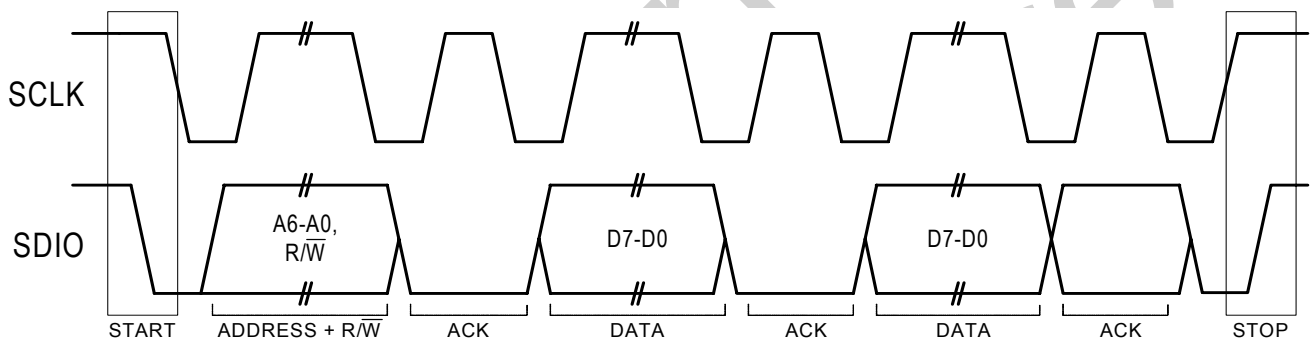 SCLK
SDIO
A6-A0,
R/W̅
D7-D0
D7-D0
START
ADDRESS + R/W̅
ACK
DATA
ACK
DATA
ACK
STOP